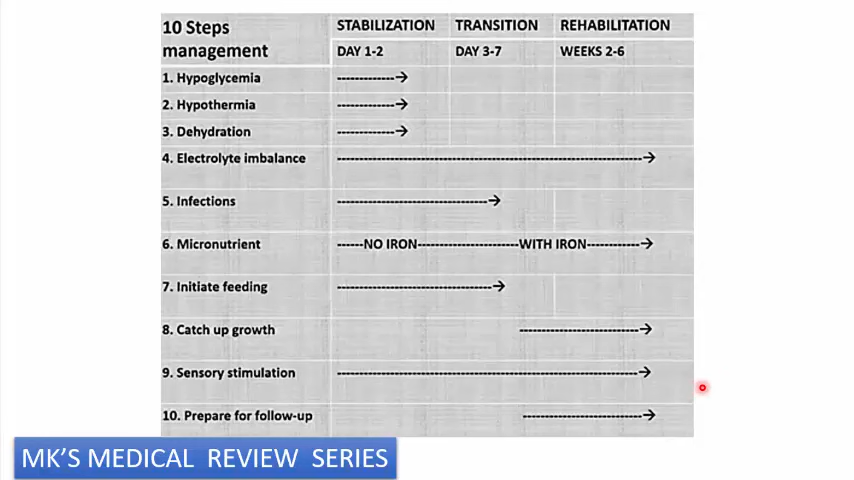 10 Steps management STABILIZATION TRANSITION REHABILITATION
DAY 1-2 DAY 3-7 WEEKS 2-6
1. Hypoglycemia
2. Hypothermia
3. Dehydration
4. Electrolyte imbalance
5. Infections
6. Micronutrient NO IRON WITH IRON
7. Initiate feeding
8. Catch up growth
9. Sensory stimulation
10. Prepare for follow-up
MK'S MEDICAL REVIEW SERIES